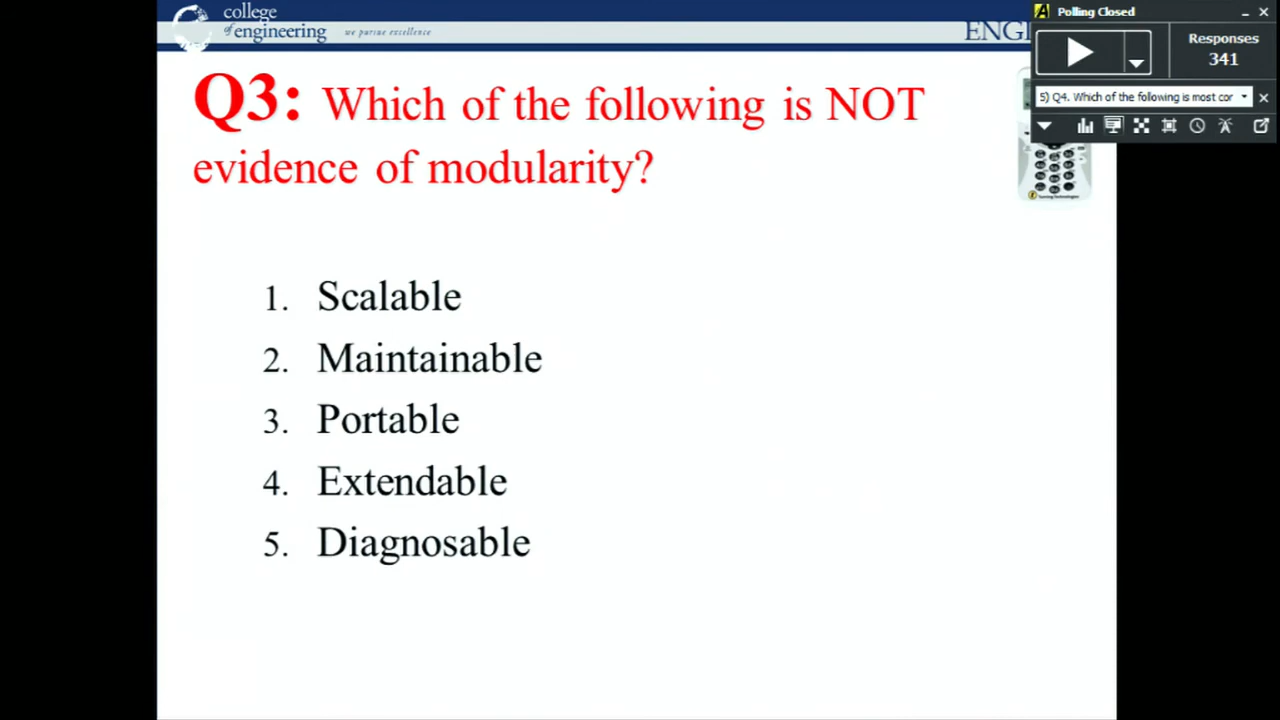 college
of engineering
we pursue excellence
ENGI
Polling Closed
Responses
341
5) Q4. Which of the following is most cor
Q3: Which of the following is NOT
evidence of modularity?
1. Scalable
2. Maintainable
3. Portable
4. Extendable
5. Diagnosable